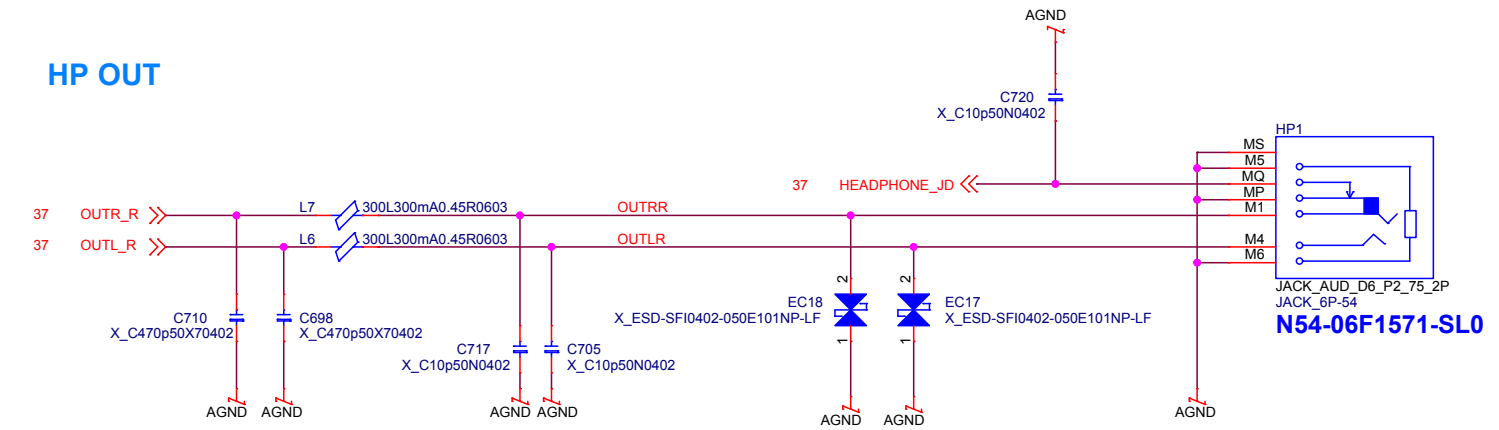 AGND
HP OUT
C720
X_C10p50N0402
HP1
MS
M5
MQ
MP
M1
M4
M6
37 HEADPHONE_JD
37 OUTR_R
L7 300L300mA0.45R0603
OUTRR
37 OUTL_R
L6 300L300mA0.45R0603
OUTLR
JACK_AUD_D6_P2_75_2P
JACK_6P-54
N54-06F1571-SL0
2
2
EC18
X_ESD-SFI0402-050E101NP-LF
EC17
X_ESD-SFI0402-050E101NP-LF
1
1
C710
X_C470p50X70402
C698
X_C470p50X70402
C717
X_C10p50N0402
C705
X_C10p50N0402
AGND
AGND
AGND
AGND
AGND
AGND
AGND